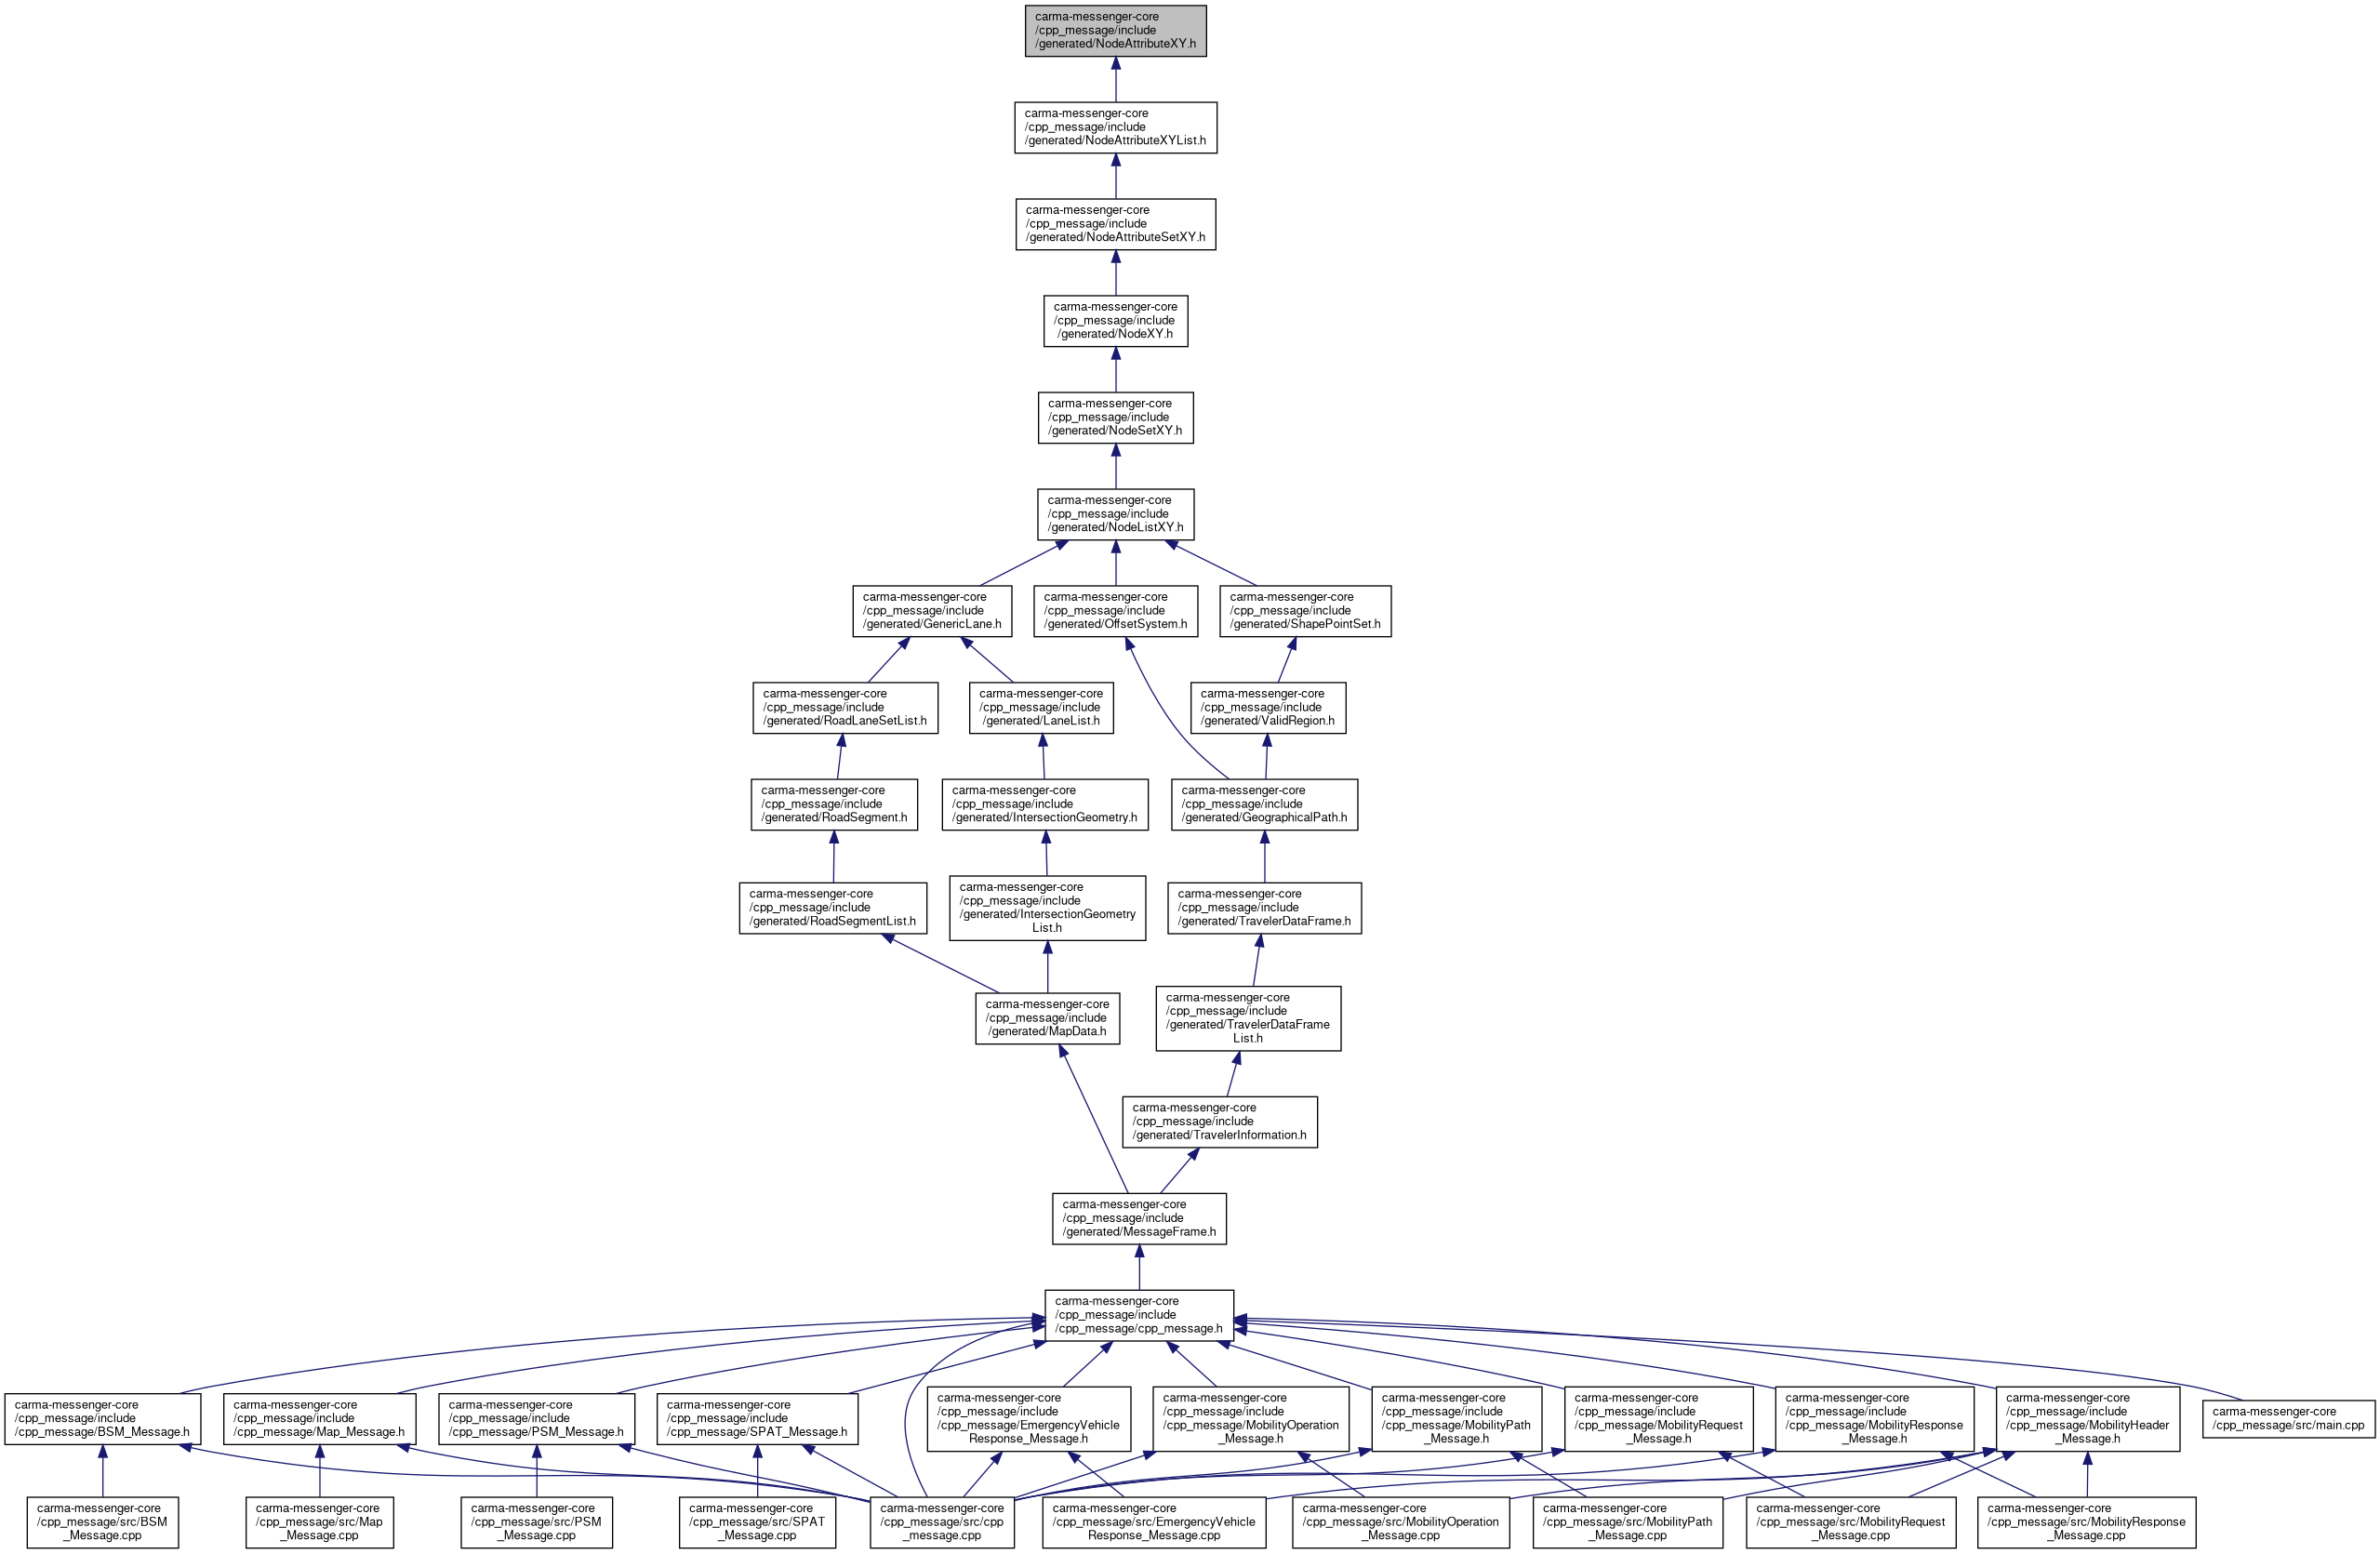 carma-messenger-core
/cpp_message/include
/generated/NodeAttributeXY.h
carma-messenger-core
/cpp_message/include
/generated/NodeAttributeXYList.h
carma-messenger-core
/cpp_message/include
/generated/NodeAttributeSetXY.h
carma-messenger-core
/cpp_message/include
/generated/NodeXY.h
carma-messenger-core
/cpp_message/include
/generated/NodeSetXY.h
carma-messenger-core
/cpp_message/include
/generated/NodeListXY.h
carma-messenger-core
/cpp_message/include
/generated/GenericLane.h
carma-messenger-core
/cpp_message/include
/generated/OffsetSystem.h
carma-messenger-core
/cpp_message/include
/generated/ShapePointSet.h
carma-messenger-core
/cpp_message/include
/generated/RoadLaneSetList.h
carma-messenger-core
/cpp_message/include
/generated/LaneList.h
carma-messenger-core
/cpp_message/include
/generated/ValidRegion.h
carma-messenger-core
/cpp_message/include
/generated/RoadSegment.h
carma-messenger-core
/cpp_message/include
/generated/IntersectionGeometry.h
carma-messenger-core
/cpp_message/include
/generated/GeographicalPath.h
carma-messenger-core
/cpp_message/include
/generated/RoadSegmentList.h
carma-messenger-core
/cpp_message/include
/generated/IntersectionGeometry
List.h
carma-messenger-core
/cpp_message/include
/generated/TravelerDataFrame.h
carma-messenger-core
/cpp_message/include
/generated/MapData.h
carma-messenger-core
/cpp_message/include
/generated/TravelerDataFrame
List.h
carma-messenger-core
/cpp_message/include
/generated/TravelerInformation.h
carma-messenger-core
/cpp_message/include
/generated/MessageFrame.h
carma-messenger-core
/cpp_message/include
/cpp_message/cpp_message.h
carma-messenger-core
/cpp_message/include
/cpp_message/BSM_Message.h
carma-messenger-core
/cpp_message/include
/cpp_message/Map_Message.h
carma-messenger-core
/cpp_message/include
/cpp_message/PSM_Message.h
carma-messenger-core
/cpp_message/include
/cpp_message/SPAT_Message.h
carma-messenger-core
/cpp_message/include
/cpp_message/EmergencyVehicle
Response_Message.h
carma-messenger-core
/cpp_message/include
/cpp_message/MobilityOperation
_Message.h
carma-messenger-core
/cpp_message/include
/cpp_message/MobilityPath
_Message.h
carma-messenger-core
/cpp_message/include
/cpp_message/MobilityRequest
_Message.h
carma-messenger-core
/cpp_message/include
/cpp_message/MobilityResponse
_Message.h
carma-messenger-core
/cpp_message/include
/cpp_message/MobilityHeader
_Message.h
carma-messenger-core
/cpp_message/src/main.cpp
carma-messenger-core
/cpp_message/src/BSM
_Message.cpp
carma-messenger-core
/cpp_message/src/Map
_Message.cpp
carma-messenger-core
/cpp_message/src/PSM
_Message.cpp
carma-messenger-core
/cpp_message/src/SPAT
_Message.cpp
carma-messenger-core
/cpp_message/src/cpp
_message.cpp
carma-messenger-core
/cpp_message/src/EmergencyVehicle
Response_Message.cpp
carma-messenger-core
/cpp_message/src/MobilityOperation
_Message.cpp
carma-messenger-core
/cpp_message/src/MobilityPath
_Message.cpp
carma-messenger-core
/cpp_message/src/MobilityRequest
_Message.cpp
carma-messenger-core
/cpp_message/src/MobilityResponse
_Message.cpp